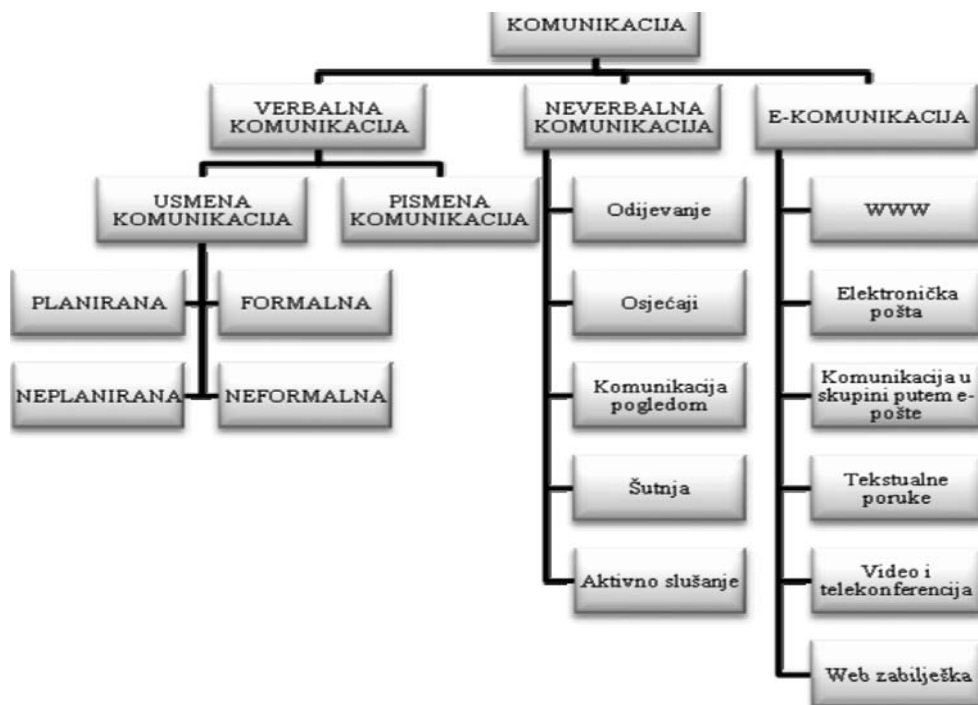 KOMUNIKACIJA
VERBALNA
KOMUNIKACIJA
NEVERBALNA
KOMUNIKACIJA
E-KOMUNIKACIJA
USMENA
KOMUNIKACIJA
PISMENA
KOMUNIKACIJA
PLANIRANA
FORMALNA
NEPLANIRANA
NEFORMALNA
Odijevanje
Osjećaji
Komunikacija
pogledom
Šutnja
Aktivno slušanje
WWW
Elektronička
pošta
Komunikacija u
skupini putem e-
pošte
Tekstualne
poruke
Video i
telekonferencija
Web zabilješka